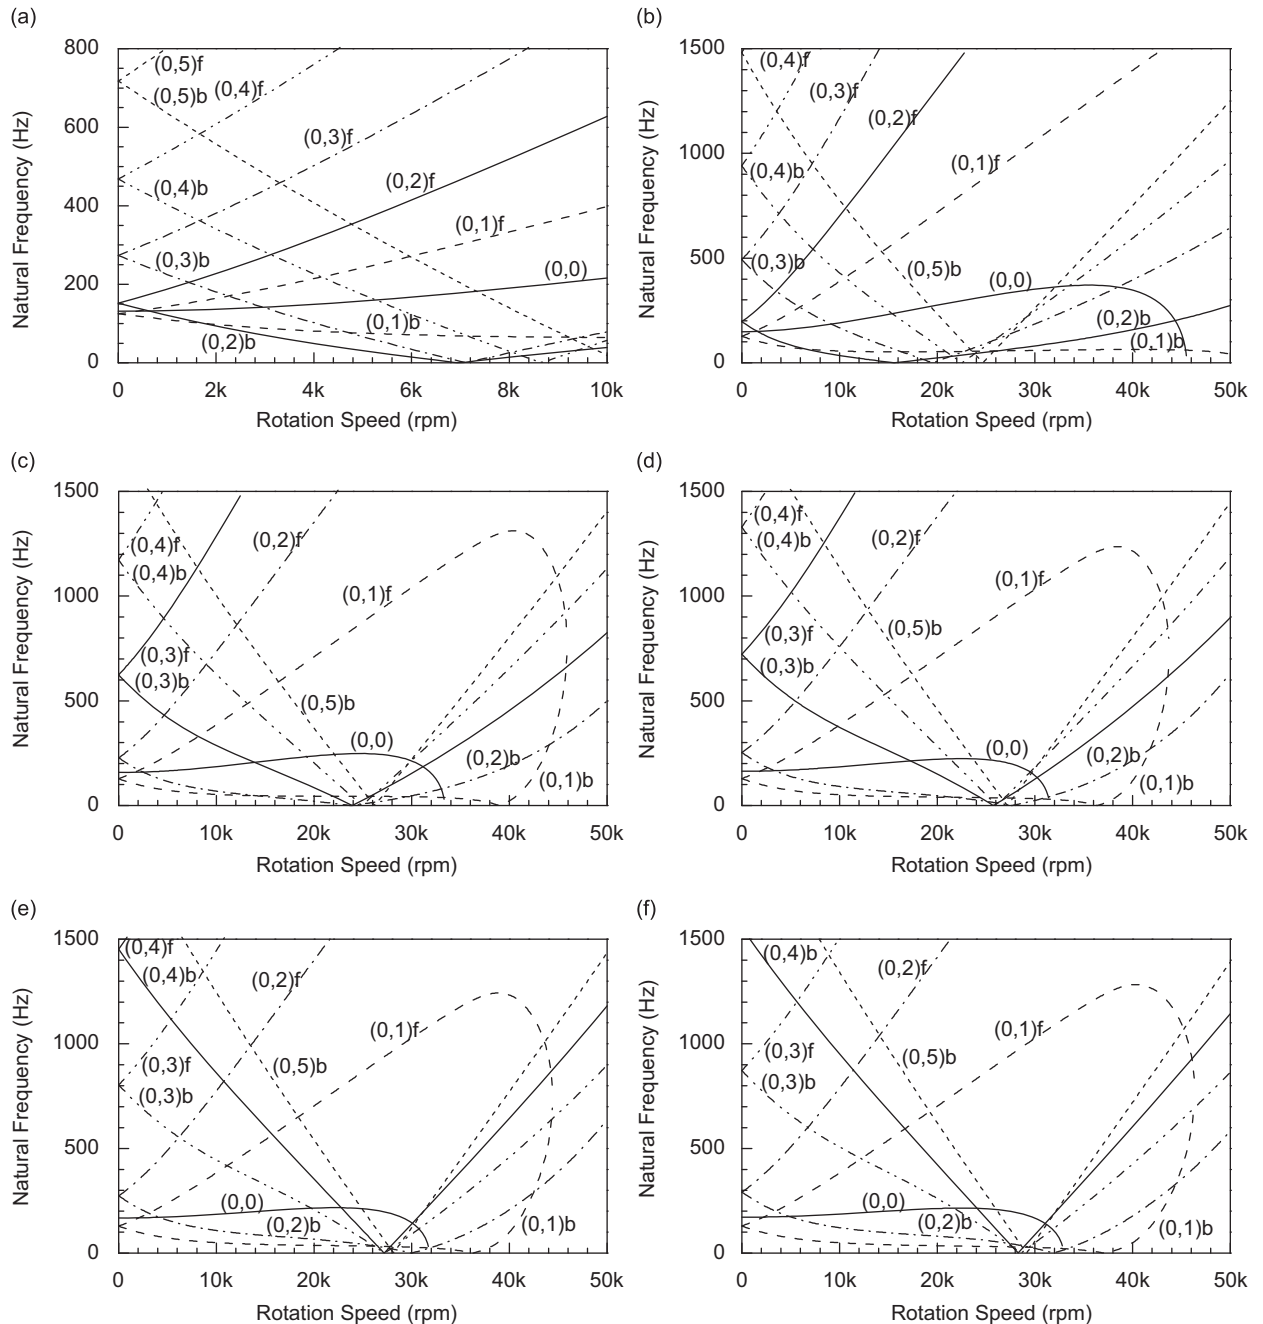 (a)
Natural Frequency (Hz)
800
600
400
200
0
(0,5)f
(0,5)b
(0,4)f
(0,3)f
(0,4)b
(0,2)f
(0,1)f
(0,3)b
(0,0)
(0,1)b
(0,2)b
0 2k 4k 6k 8k 10k
Rotation Speed (rpm)
(b)
Natural Frequency (Hz)
1500
1000
500
0
(0,4)f
(0,3)f
(0,2)f
(0,4)b
(0,1)f
(0,3)b
(0,5)b
(0,0)
(0,2)b
(0,1)b
0 10k 20k 30k 40k 50k
Rotation Speed (rpm)
(c)
Natural Frequency (Hz)
1500
1000
500
0
(0,4)f
(0,2)f
(0,4)b
(0,1)f
(0,3)f
(0,3)b
(0,5)b
(0,0)
(0,2)b
(0,1)b
0 10k 20k 30k 40k 50k
Rotation Speed (rpm)
(d)
Natural Frequency (Hz)
1500
1000
500
0
(0,4)f
(0,4)b
(0,2)f
(0,1)f
(0,3)f
(0,5)b
(0,3)b
(0,0)
(0,2)b
(0,1)b
0 10k 20k 30k 40k 50k
Rotation Speed (rpm)
(e)
Natural Frequency (Hz)
1500
1000
500
0
(0,4)f
(0,4)b
(0,2)f
(0,1)f
(0,3)f
(0,5)b
(0,3)b
(0,0)
(0,2)b
(0,1)b
0 10k 20k 30k 40k 50k
Rotation Speed (rpm)
(f)
Natural Frequency (Hz)
1500
1000
500
0
(0,4)b
(0,2)f
(0,1)f
(0,3)f
(0,5)b
(0,3)b
(0,0)
(0,2)b
(0,1)b
0 10k 20k 30k 40k 50k
Rotation Speed (rpm)